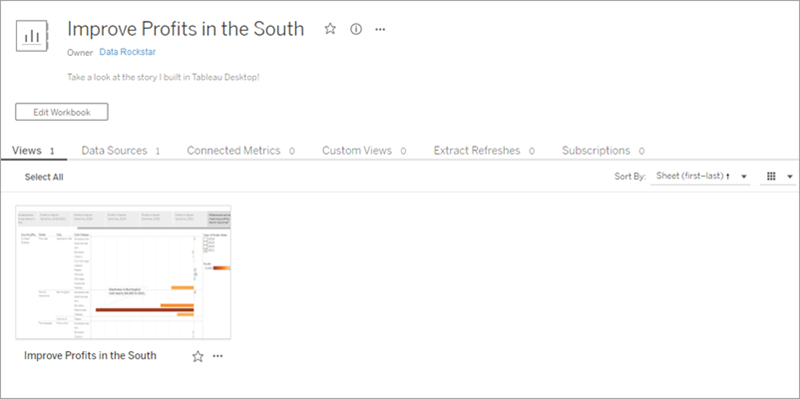 Improve Profits in the South
Owner Data Rockstar
Take a look at the story I built in Tableau Desktop!
Edit Workbook
Views 1 Data Sources 1 Connected Metrics 0 Custom Views 0 Extract Refreshes 0 Subscriptions 0
Select All Sort By: Sheet (first–last)
Improve Profits in the South